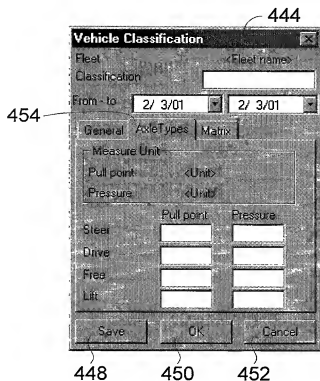 444
Vehicle Classification
Fleet <Fleet name>
Classification
From - to 2/ 3/01 2/ 3/01
454
General AxleTypes Matrix
Measure Unit
Pull point <Unit>
Pressure <Unit>
Pull point Pressure
Steer
Drive
Free
Lift
Save OK Cancel
448 450 452